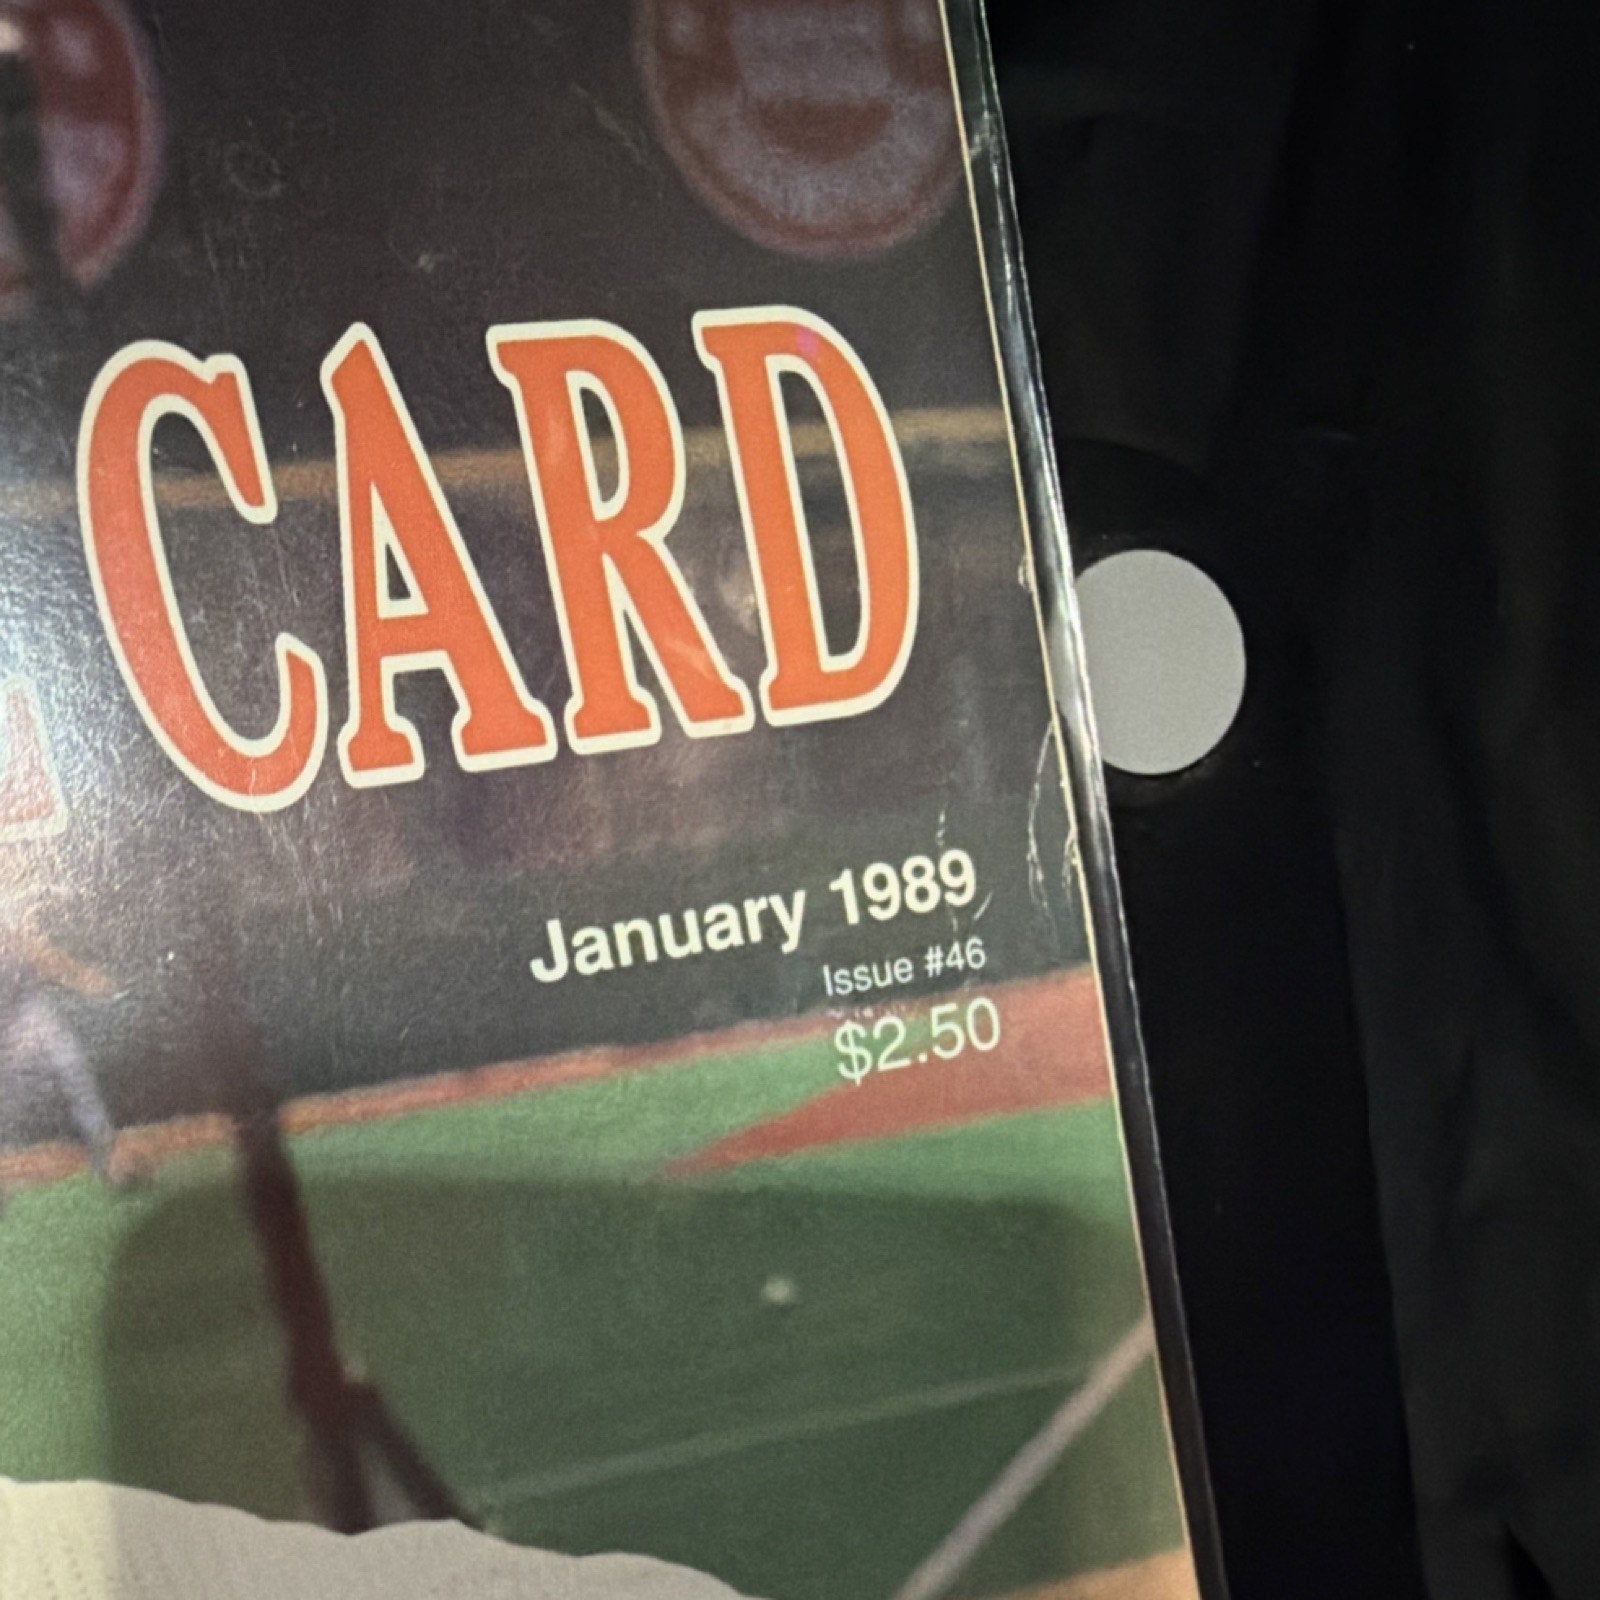 CARD
January 1989
Issue #46
$2.50